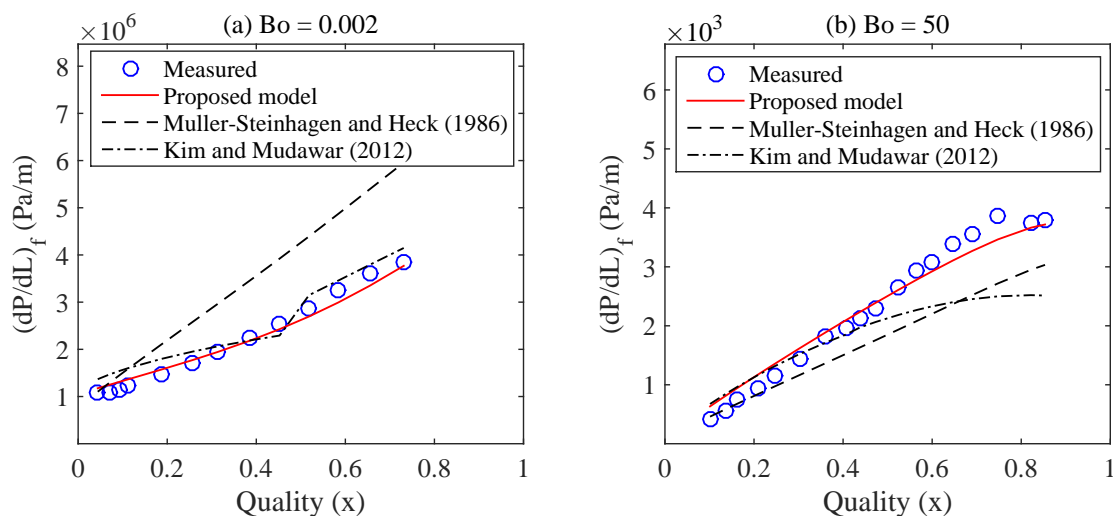 (a) Bo = 0.002
×10^6
8
7
6
5
4
3
2
1
(dP/dL)_f (Pa/m)
Measured
Proposed model
Muller-Steinhagen and Heck (1986)
Kim and Mudawar (2012)
0 0.2 0.4 0.6 0.8 1
Quality (x)
(b) Bo = 50
×10^3
6
5
4
3
2
1
(dP/dL)_f (Pa/m)
Measured
Proposed model
Muller-Steinhagen and Heck (1986)
Kim and Mudawar (2012)
0 0.2 0.4 0.6 0.8 1
Quality (x)